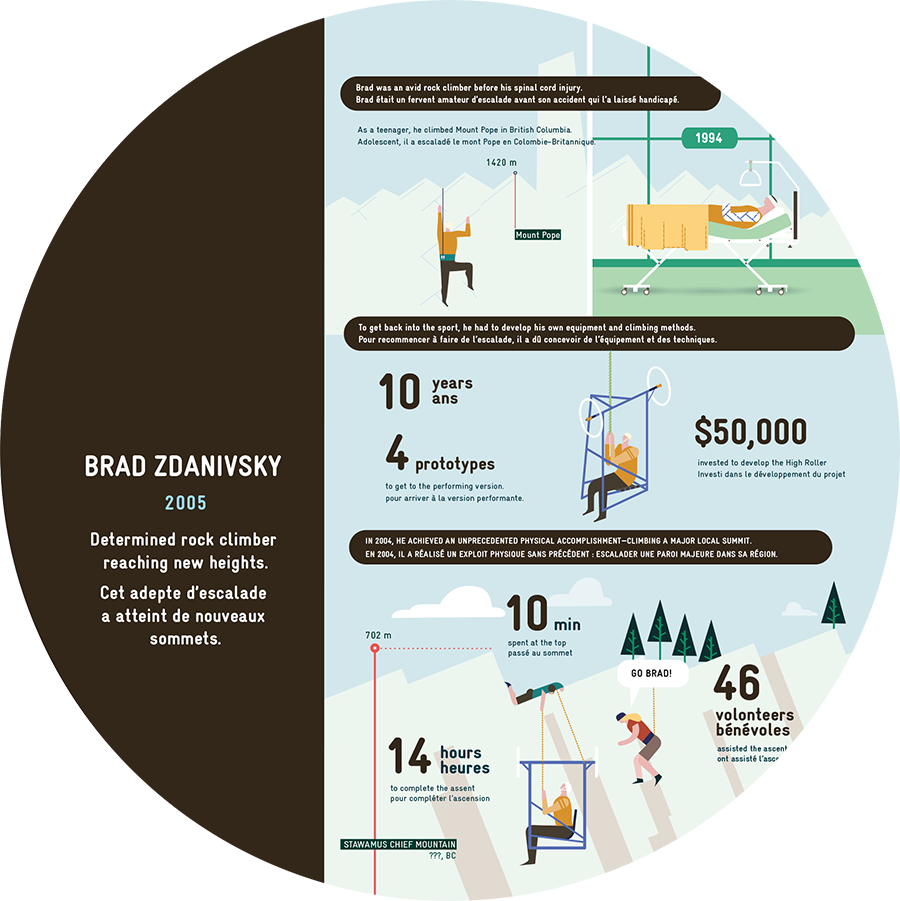 BRAD ZDANIVSKY
2005
Determined rock climber
reaching new heights.
Cet adepte d'escalade
a atteint de nouveaux
sommets.
Brad was an avid rock climber before his spinal cord injury.
Brad était un fervent amateur d'escalade avant son accident qui l'a laissé handicapé.
As a teenager, he climbed Mount Pope in British Columbia.
Adolescent, il a escaladé le mont Pope en Colombie-Britannique.
1420 m
Mount Pope
1994
To get back into the sport, he had to develop his own equipment and climbing methods.
Pour recommencer à faire de l'escalade, il a dû concevoir de l'équipement et des techniques.
10 years
ans
4 prototypes
to get to the performing version.
pour arriver à la version performante.
$50,000
invested to develop the High Roller
Investi dans le développement du projet
IN 2004, HE ACHIEVED AN UNPRECEDENTED PHYSICAL ACCOMPLISHMENT—CLIMBING A MAJOR LOCAL SUMMIT.
EN 2004, IL A RÉALISÉ UN EXPLOIT PHYSIQUE SANS PRÉCÉDENT : ESCALADER UNE PAROI MAJEURE DANS SA RÉGION.
10 min
spent at the top
passé au sommet
702 m
GO BRAD!
46
volonteers
bénévoles
assisted the ascent
ont assisté l'asc
14 hours
heures
to complete the assent
pour compléter l'ascension
STAWAMUS CHIEF MOUNTAIN
???, BC